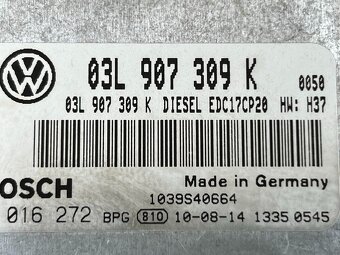 03L 907 309 K 0050
03L 907 309 K DIESEL EDC17CP20 HW: H37
OSCH Made in Germany
1039S40664
016 272 BPG 810 10-08-14 1335 0545